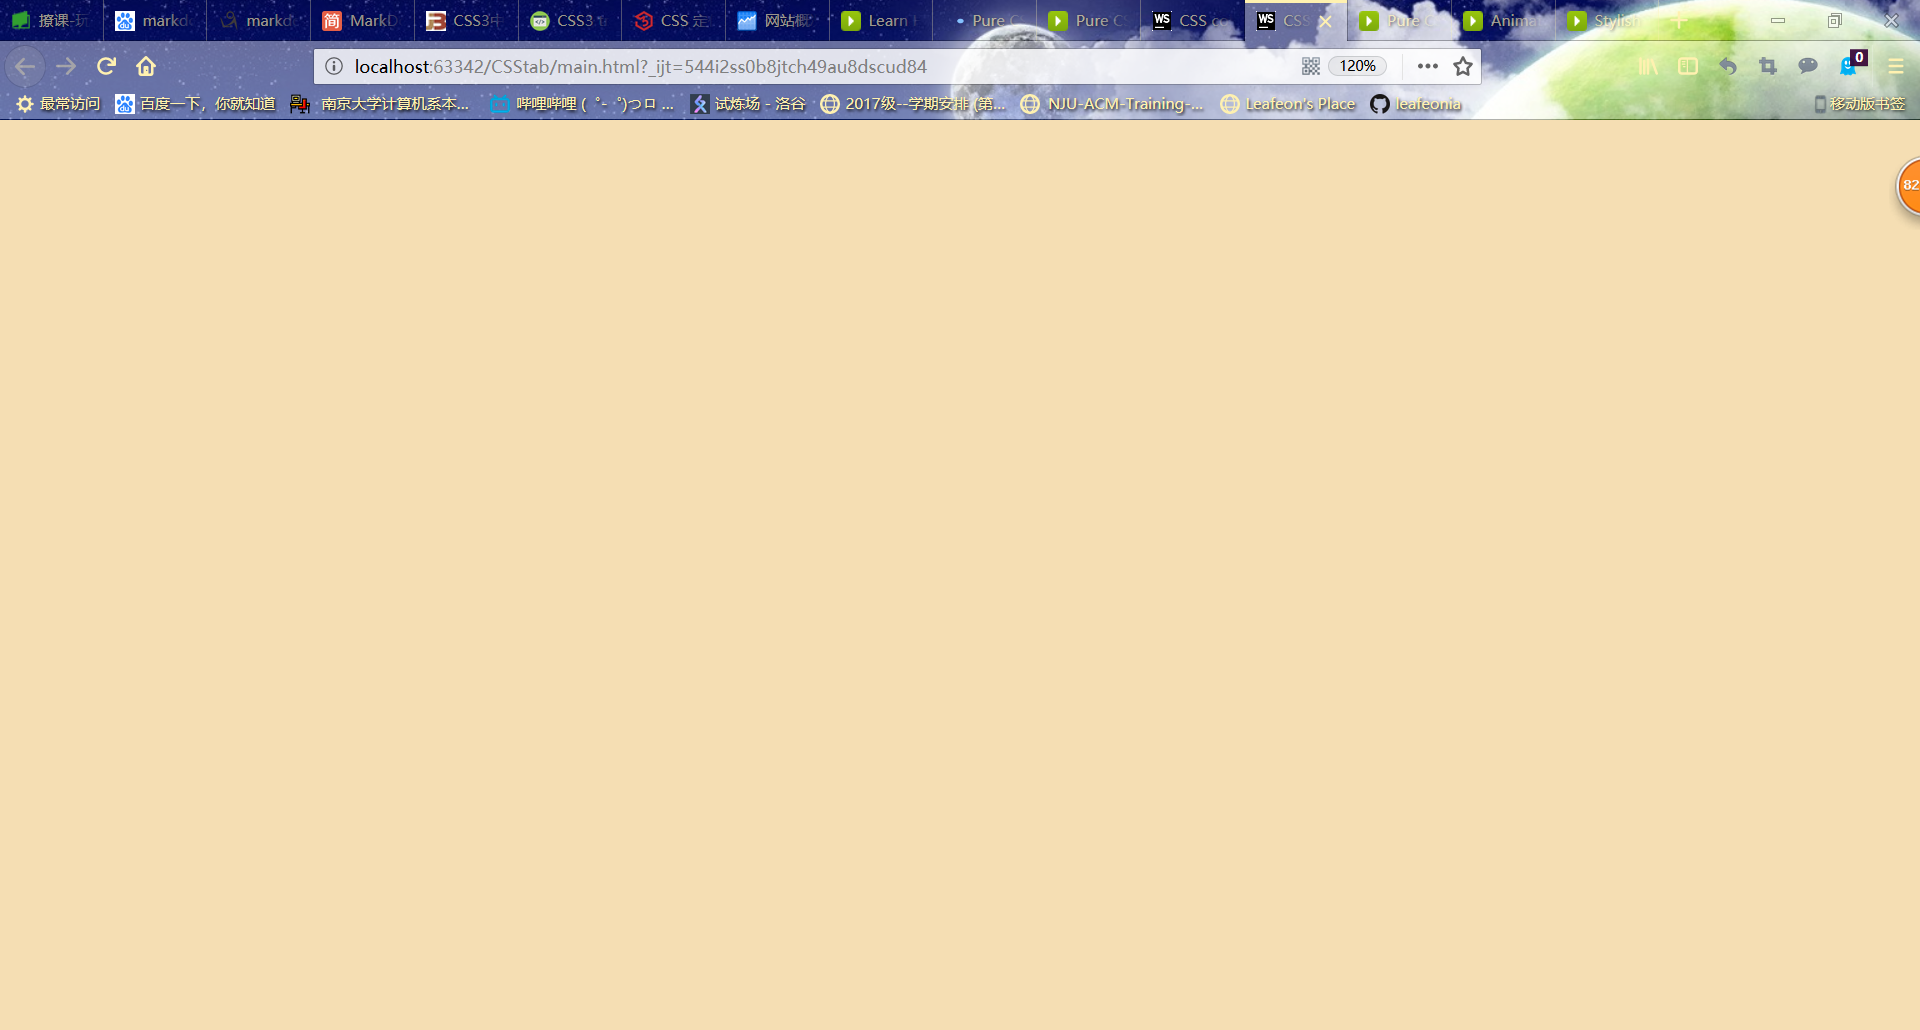 撩课-玩 markd markd MarkD CSS3中 CSS3 CSS 定 网站概 Learn Pure C Pure CS CSS co CSS Pure C Anima Stylish
localhost:63342/CSStab/main.html?_ijt=544i2ss0b8jtch49au8dscud84 120% 0
最常访问 百度一下，你就知道 南京大学计算机系本... 哔哩哔哩 ( ゜- ゜)つロ ... 试炼场 - 洛谷 2017级--学期安排 (第... NJU-ACM-Training-... Leafeon's Place leafeonia 移动版书签
82